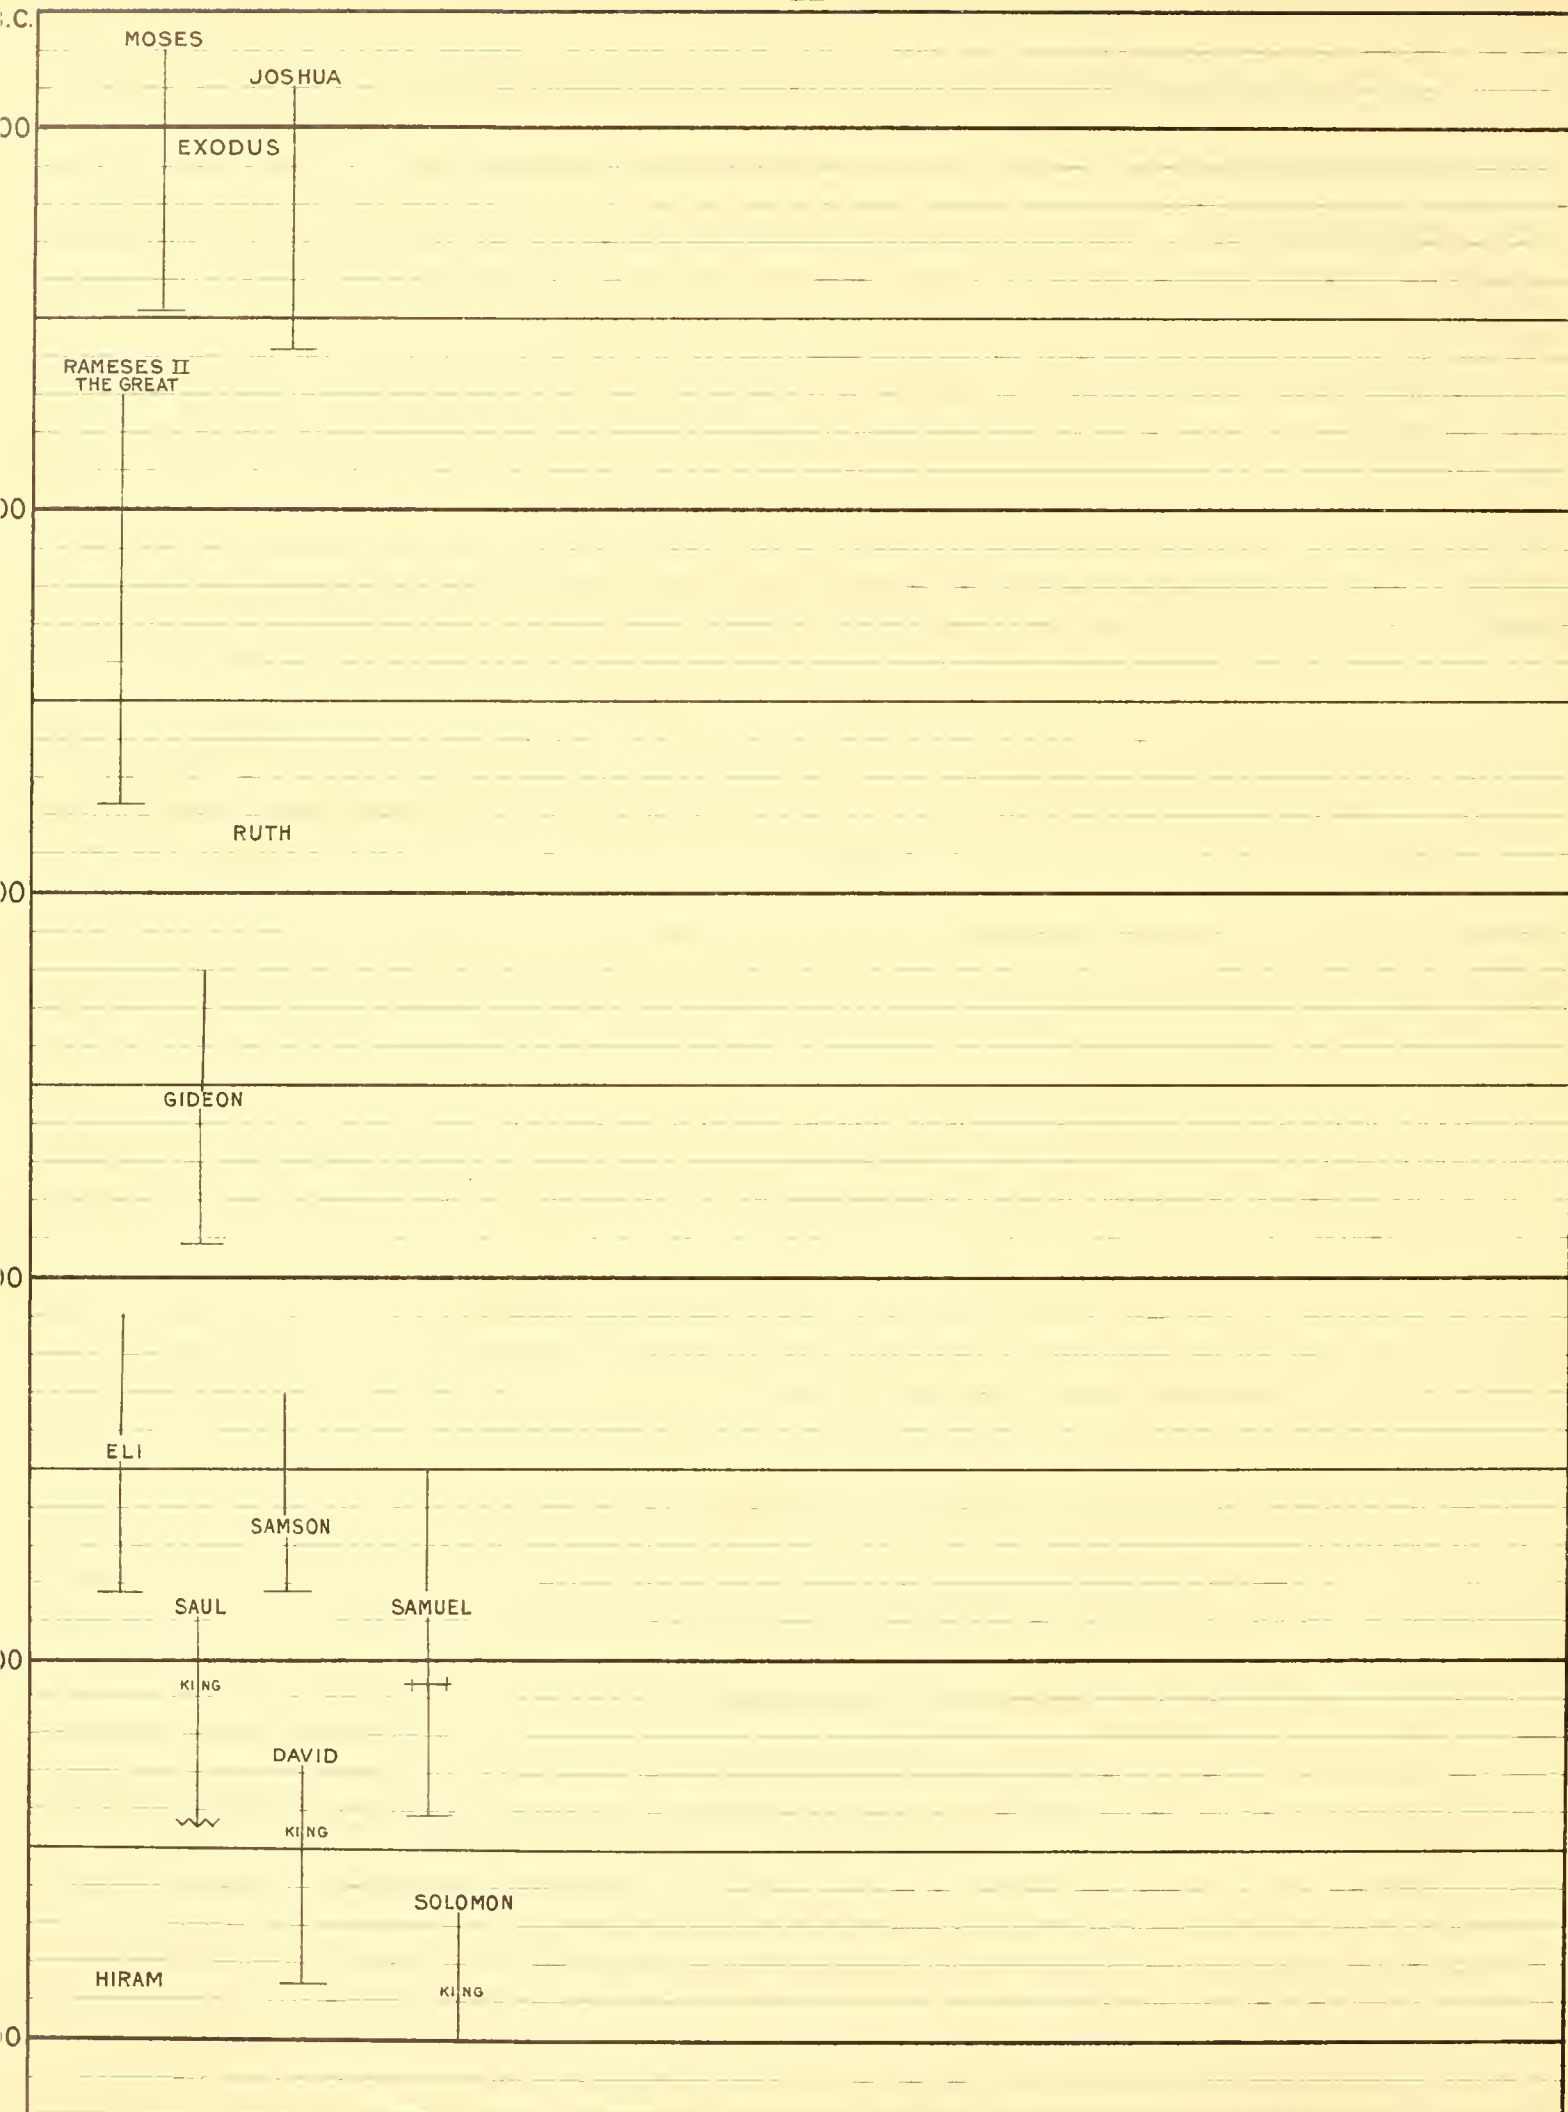 .C.
MOSES
JOSHUA
00
EXODUS
RAMESES II
THE GREAT
00
RUTH
00
GIDEON
00
ELI
SAMSON
SAUL
SAMUEL
00
KING
DAVID
KING
SOLOMON
HIRAM
KING
0